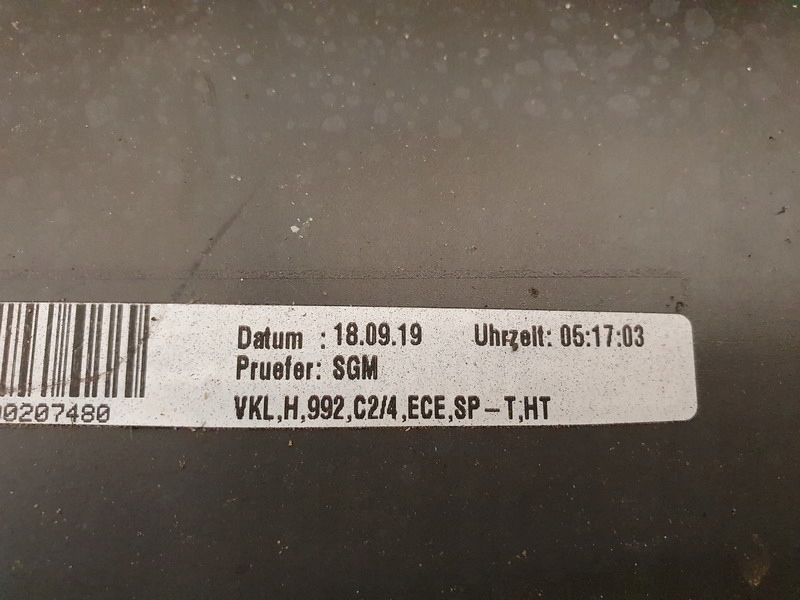 Datum : 18.09.19 Uhrzeit: 05:17:03
Pruefer: SGM
00207480
VKL,H,992,C2/4,ECE,SP-T,HT